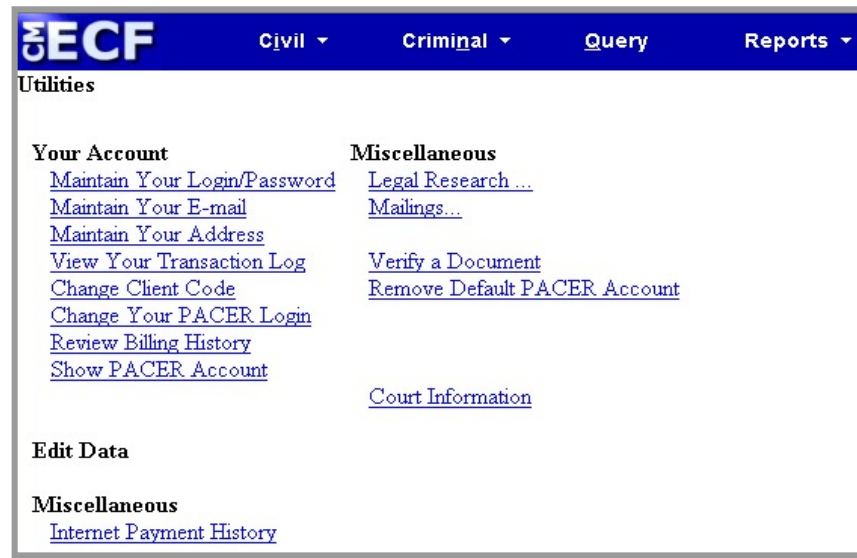 CM ECF Civil Criminal Query Reports
Utilities
Your Account Miscellaneous
Maintain Your Login/Password Legal Research ...
Maintain Your E-mail Mailings...
Maintain Your Address
View Your Transaction Log Verify a Document
Change Client Code Remove Default PACER Account
Change Your PACER Login
Review Billing History
Show PACER Account
Court Information
Edit Data
Miscellaneous
Internet Payment History